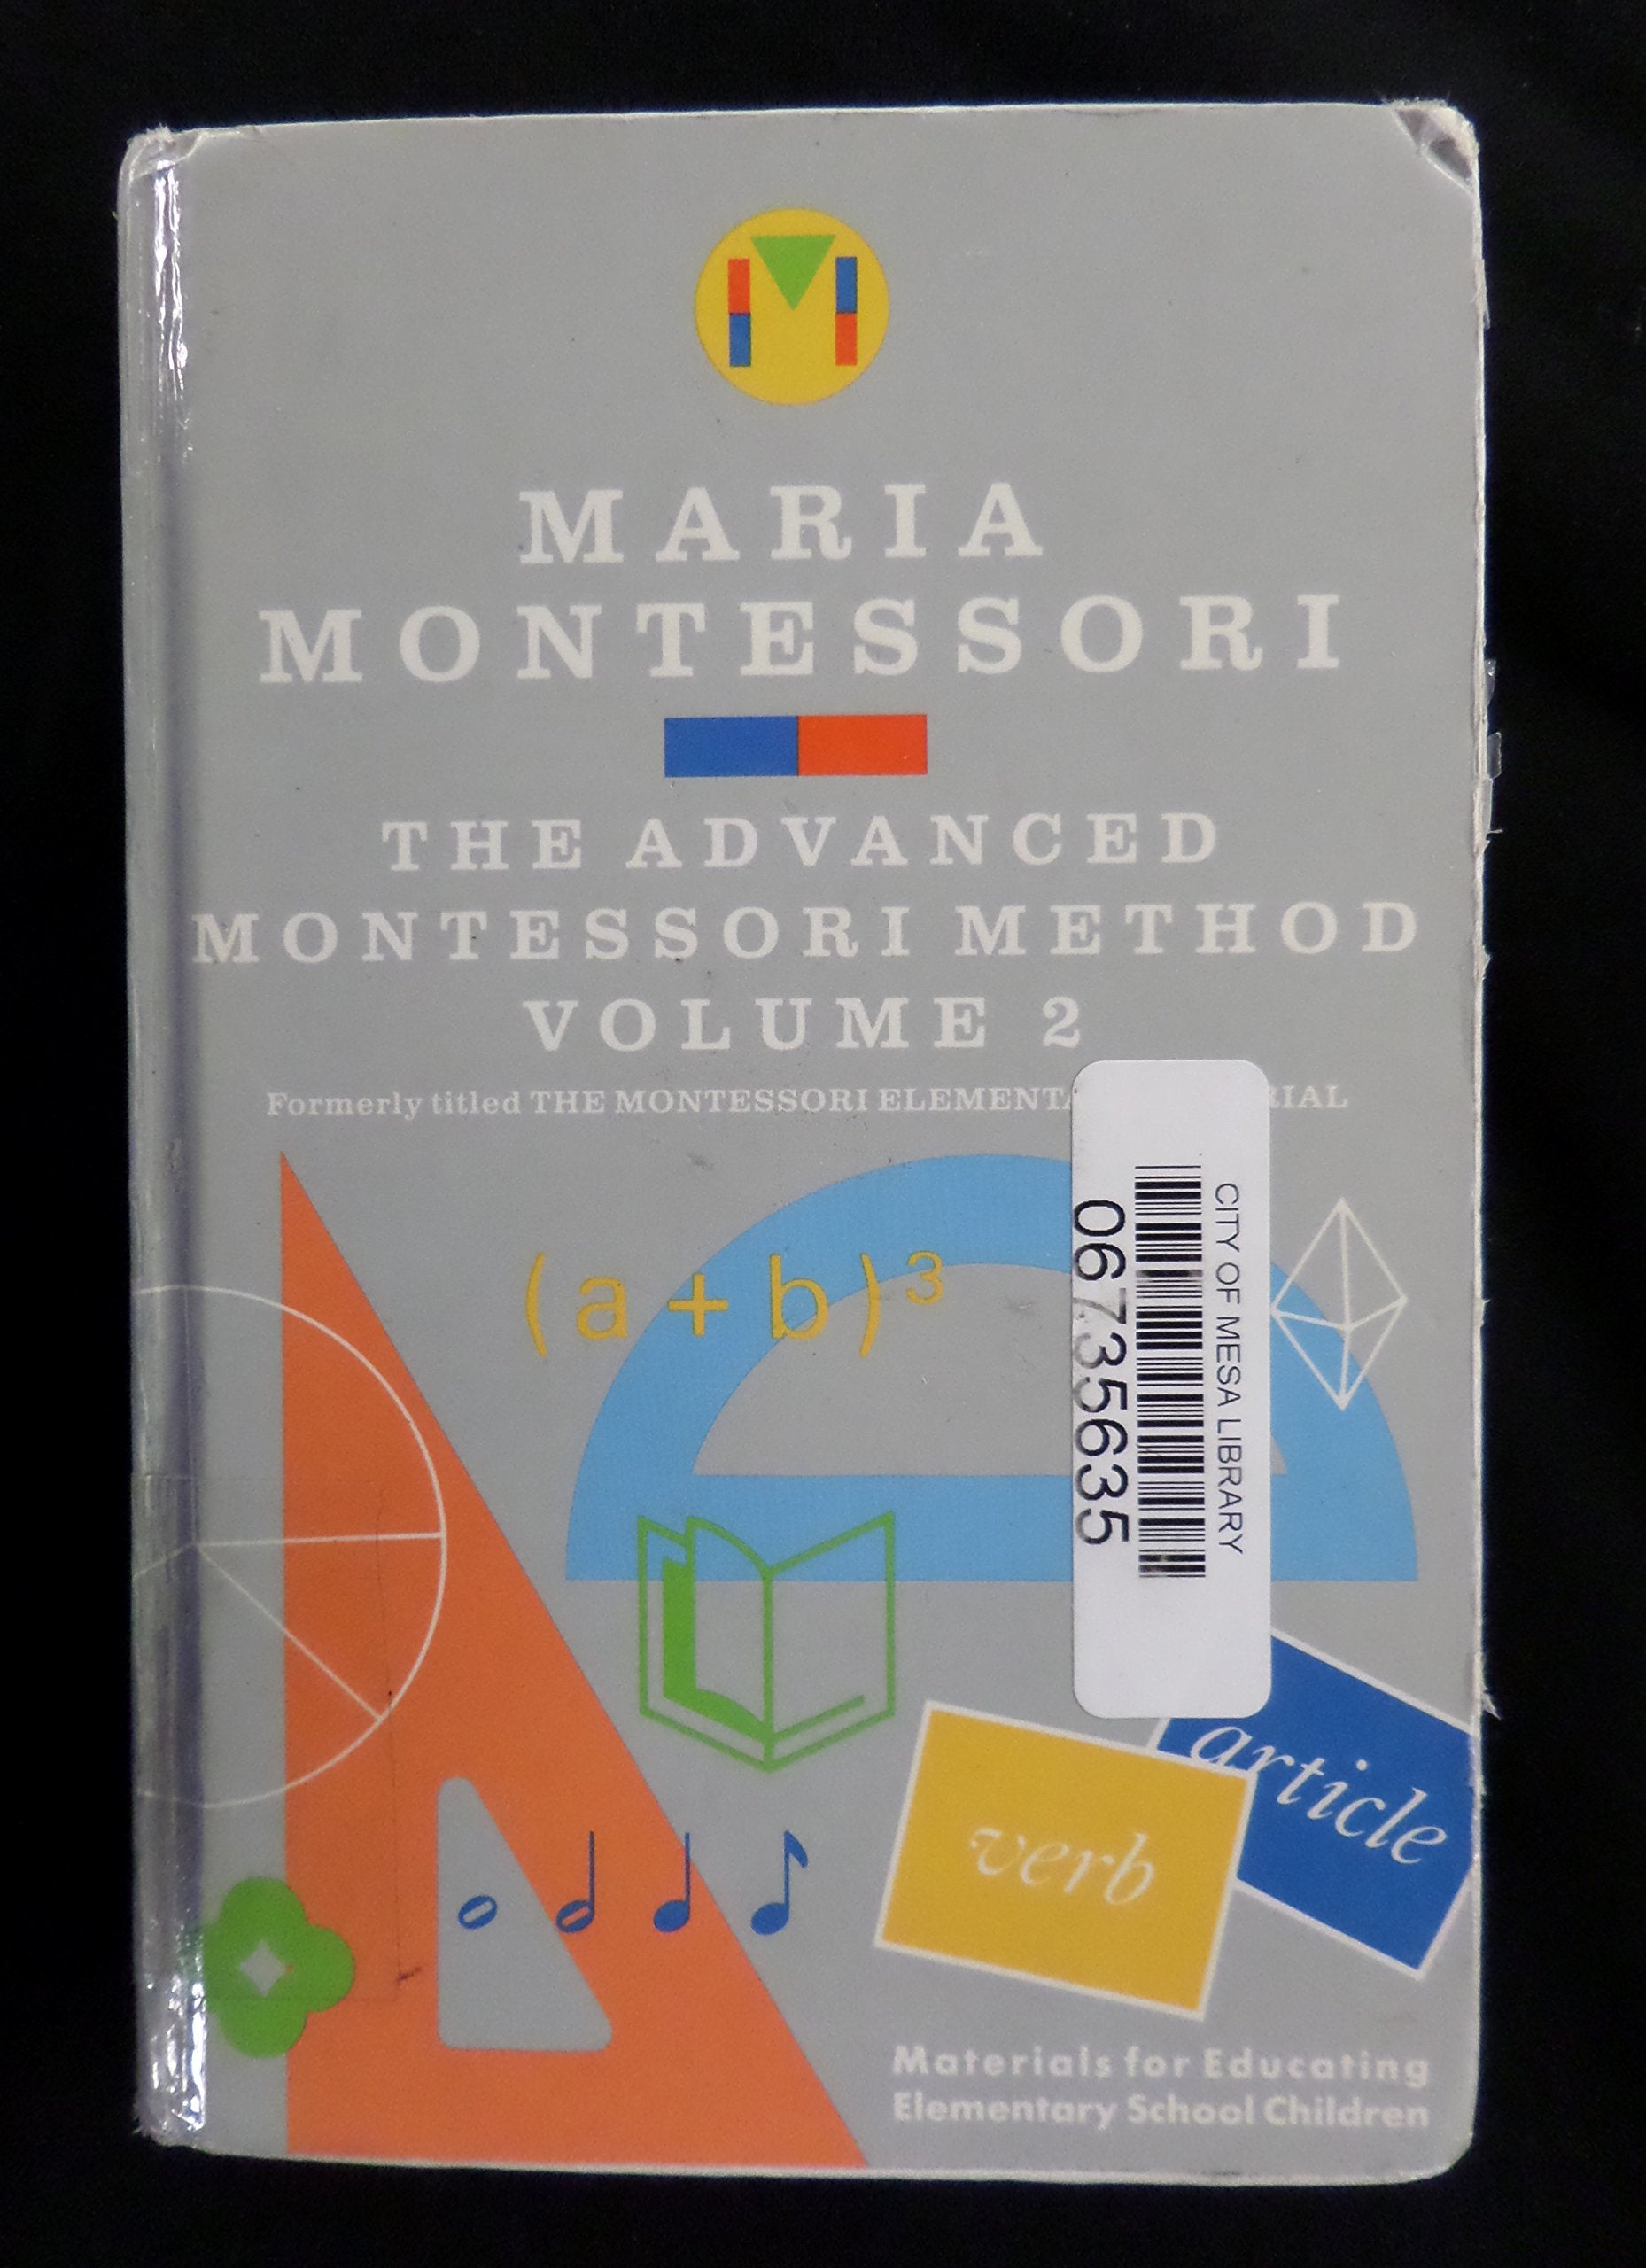 MARIA
MONTESSORI
THE ADVANCED
MONTESSORI METHOD
VOLUME 2
Formerly titled THE MONTESSORI ELEMENTA RIAL
(a+b)³
CITY OF MESA LIBRARY
06735635
article
verb
Materials for Educating
Elementary School Children